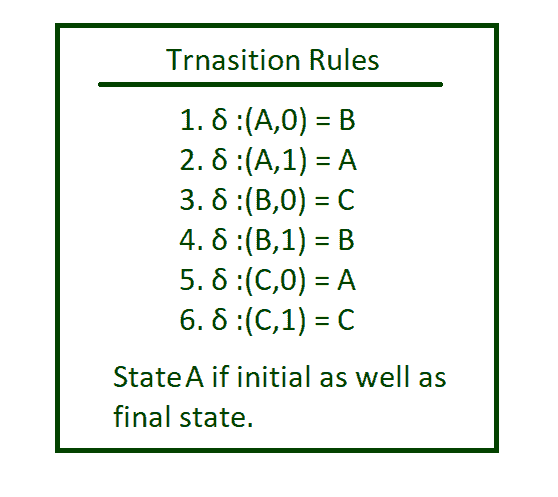 Trnasition Rules
1. δ :(A,0) = B
2. δ :(A,1) = A
3. δ :(B,0) = C
4. δ :(B,1) = B
5. δ :(C,0) = A
6. δ :(C,1) = C
State A if initial as well as
final state.